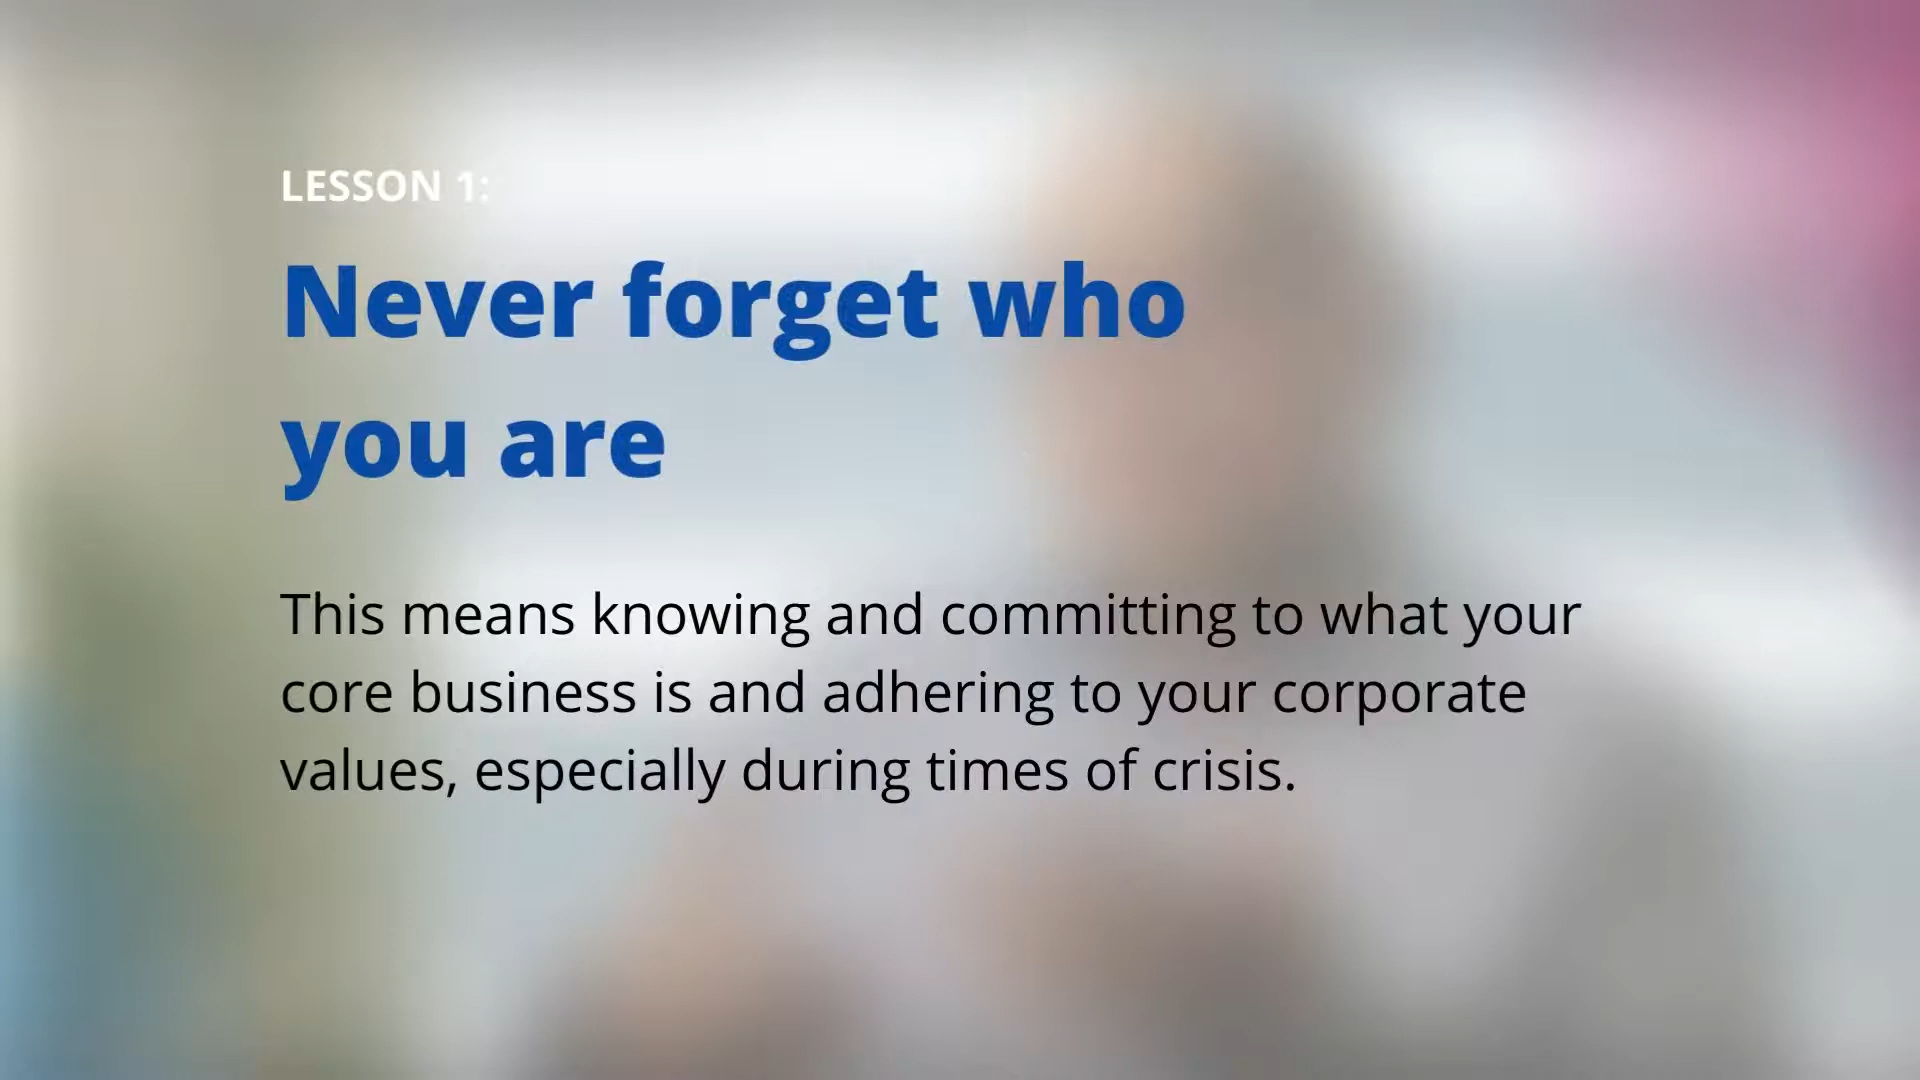 LESSON 1:
Never forget who
you are
This means knowing and committing to what your
core business is and adhering to your corporate
values, especially during times of crisis.